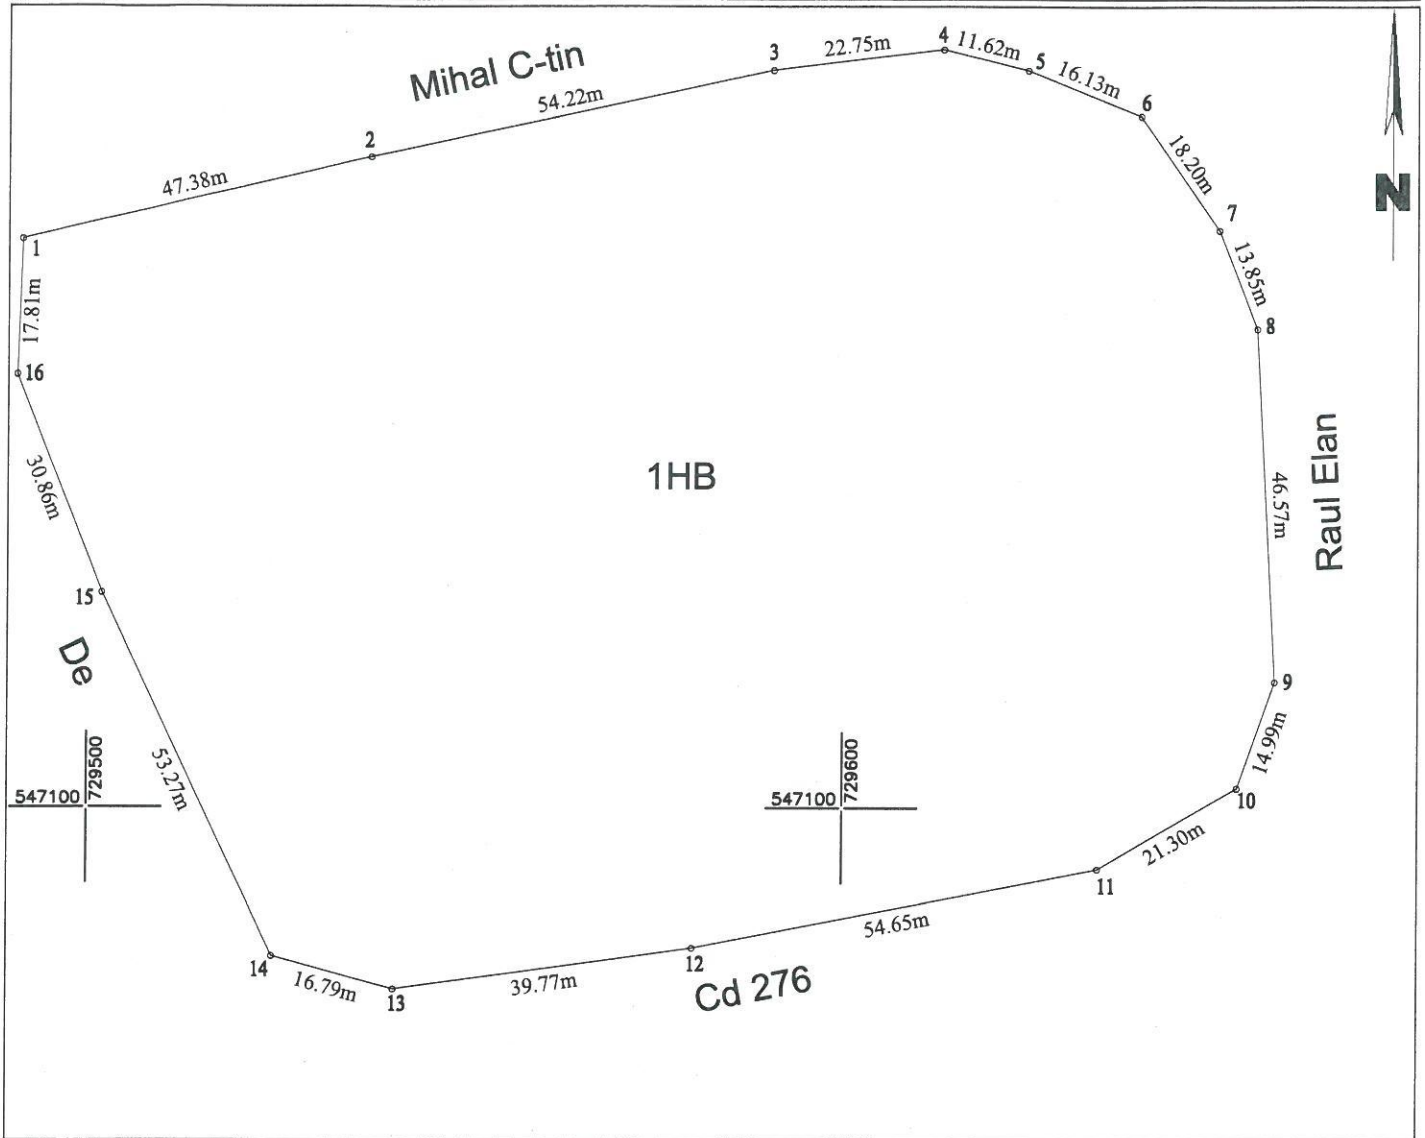 Mihal C-tin
3
22.75m
4
11.62m
5
16.13m
6
54.22m
2
18.20m
47.38m
N
7
1
13.85m
17.81m
8
16
Raul Elan
30.86m
1HB
46.57m
15
De
9
53.27m
14.99m
547100
729500
547100
729600
10
21.30m
11
54.65m
14
12
16.79m
39.77m
Cd 276
13